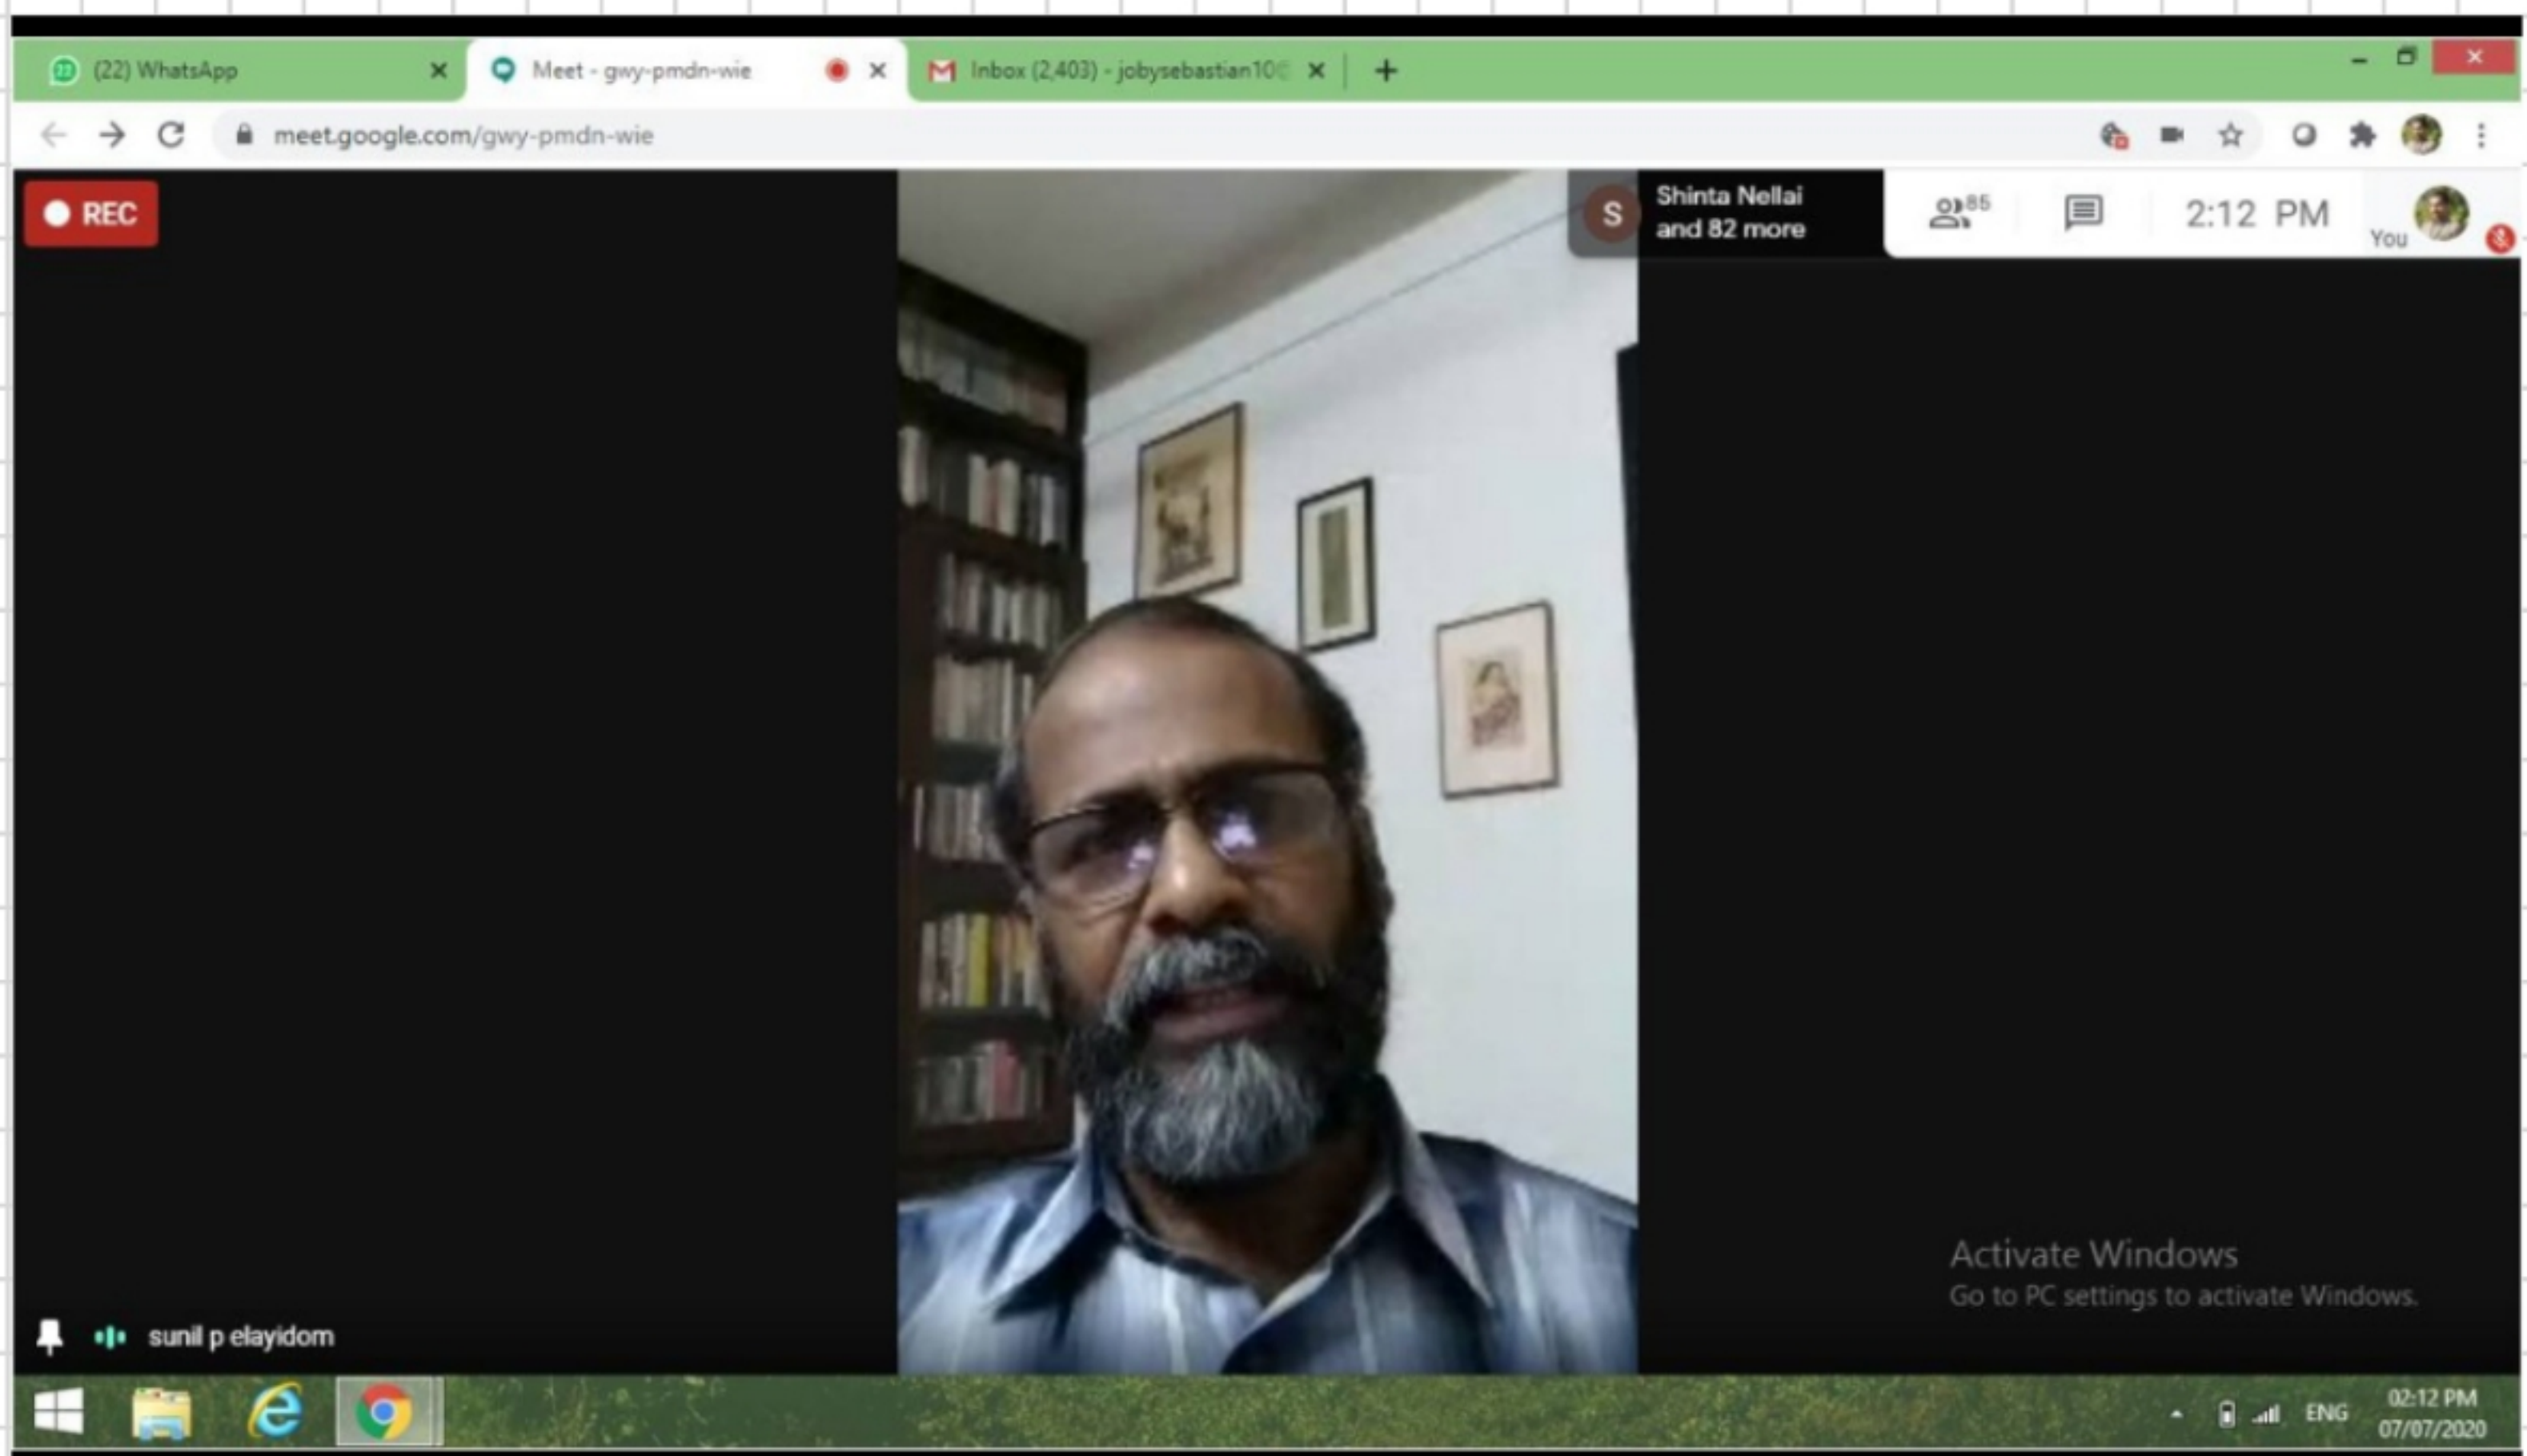 (22) WhatsApp
Meet - gwy-pmdn-wie
Inbox (2,403) - jobysebastian10
meet.google.com/gwy-pmdn-wie
REC
S
Shinta Nellai
and 82 more
85
2:12 PM
You
Activate Windows
Go to PC settings to activate Windows.
sunil p elayidom
ENG
02:12 PM
07/07/2020